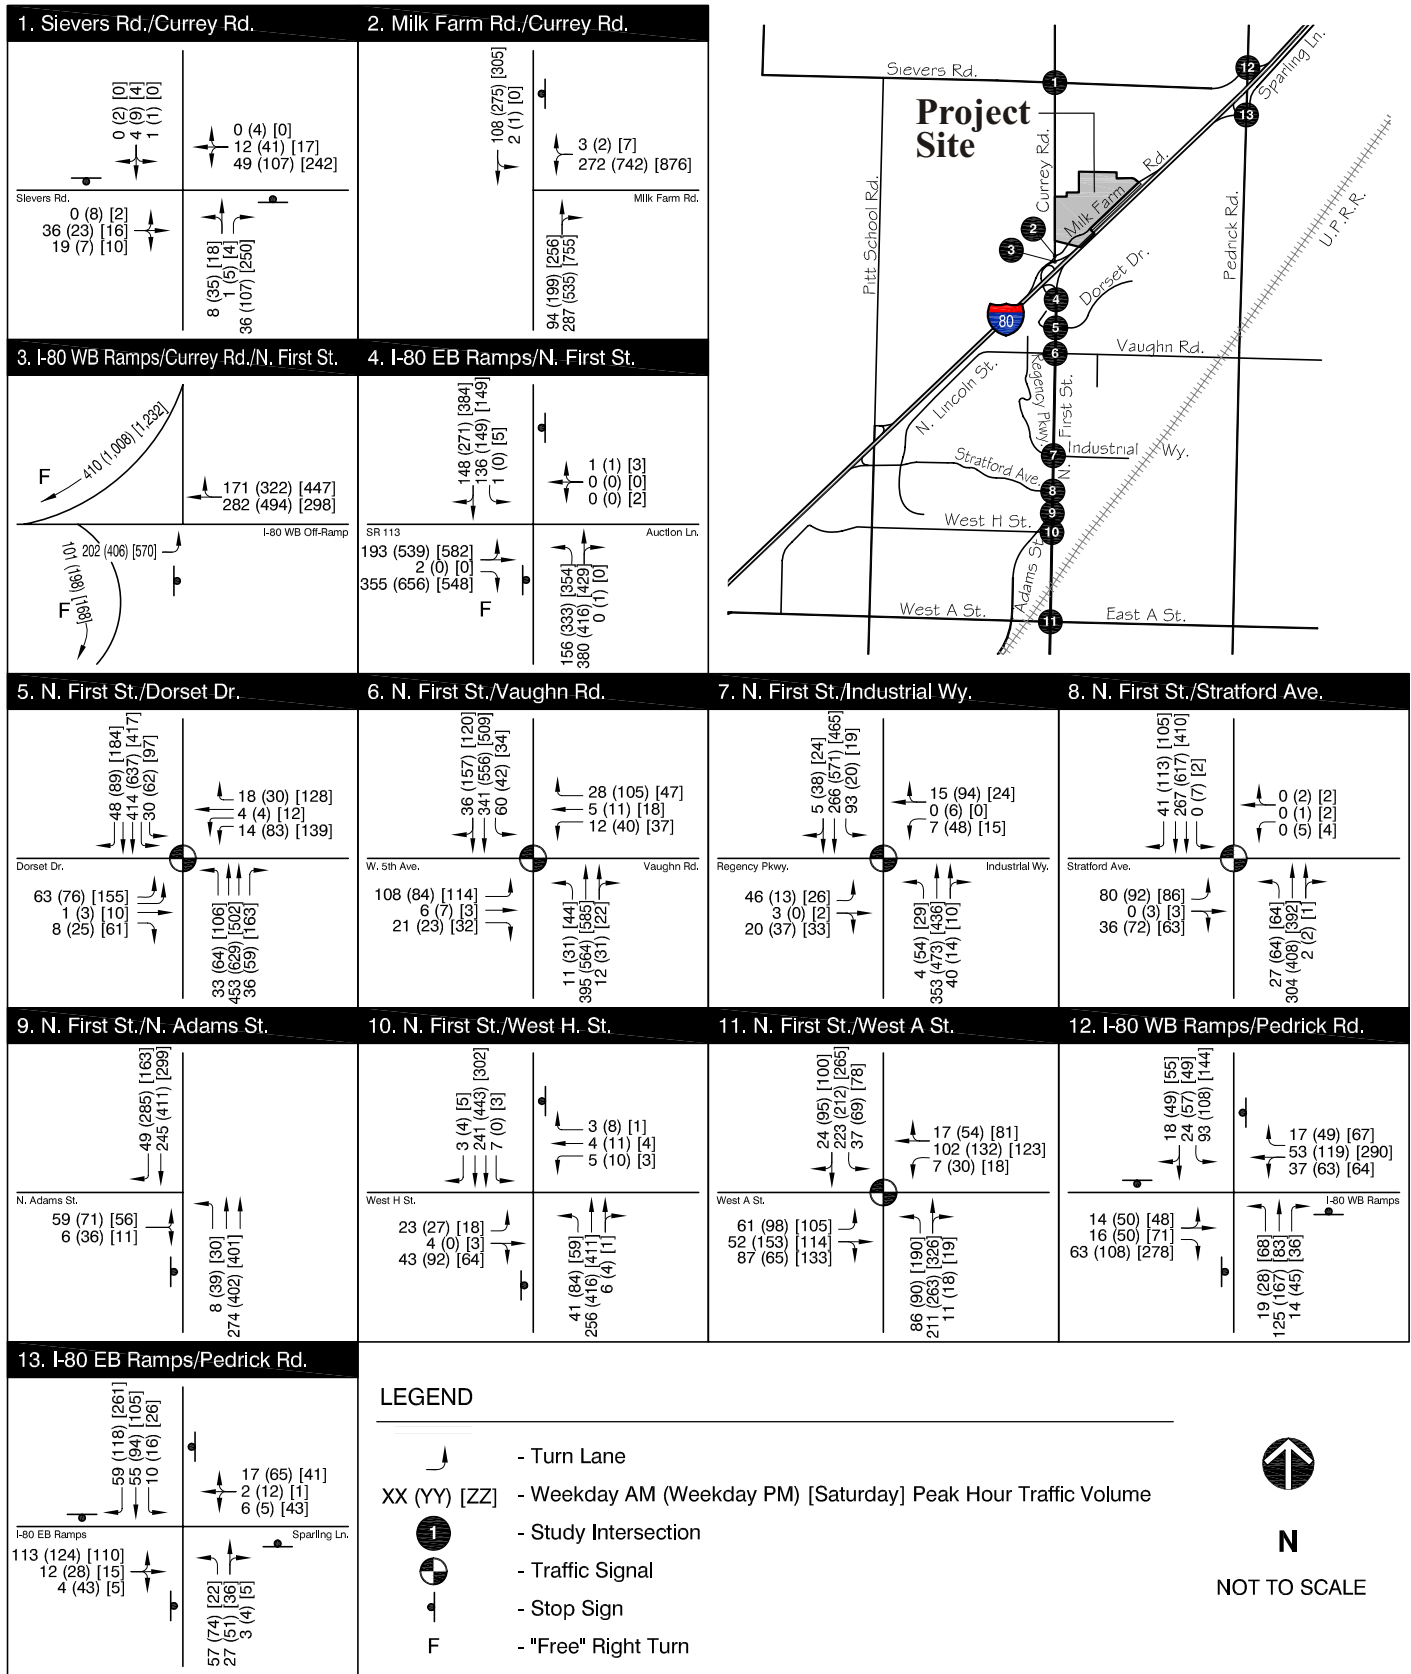 1. Sievers Rd./Currey Rd.
0 (2) [0]
4 (9) [4]
1 (1) [0]
0 (4) [0]
12 (41) [17]
49 (107) [242]
Sievers Rd.
0 (8) [2]
36 (23) [16]
19 (7) [10]
8 (35) [18]
1 (5) [4]
36 (107) [250]
2. Milk Farm Rd./Currey Rd.
108 (275) [305]
2 (1) [0]
3 (2) [7]
272 (742) [876]
Milk Farm Rd.
94 (199) [256]
287 (535) [755]
Sievers Rd.
Project
Site
Currey Rd.
Milk Farm Rd.
Pitt School Rd.
Pedrick Rd.
Sparling Ln.
U.P.R.R.
Dorset Dr.
80
Vaughn Rd.
N. Lincoln St.
Regency Pkwy.
N. First St.
Industrial Wy.
Stratford Ave.
West H St.
Adams St.
West A St.
East A St.
1
2
3
4
5
6
7
8
9
10
11
12
13
3. I-80 WB Ramps/Currey Rd./N. First St.
410 (1,008) [1,232]
F
171 (322) [447]
282 (494) [298]
I-80 WB Off-Ramp
202 (406) [570]
101 (198) [168]
F
4. I-80 EB Ramps/N. First St.
148 (271) [384]
136 (149) [149]
1 (0) [5]
1 (1) [3]
0 (0) [0]
0 (0) [2]
SR 113
Auction Ln.
193 (539) [582]
2 (0) [0]
355 (656) [548]
F
156 (333) [354]
380 (416) [429]
0 (1) [0]
5. N. First St./Dorset Dr.
48 (89) [184]
414 (637) [417]
30 (62) [97]
18 (30) [128]
4 (4) [12]
14 (83) [139]
Dorset Dr.
63 (76) [155]
1 (3) [10]
8 (25) [61]
33 (64) [106]
453 (629) [502]
36 (59) [163]
6. N. First St./Vaughn Rd.
36 (157) [120]
341 (556) [509]
60 (42) [34]
28 (105) [47]
5 (11) [18]
12 (40) [37]
W. 5th Ave.
Vaughn Rd.
108 (84) [114]
6 (7) [3]
21 (23) [32]
11 (31) [44]
395 (564) [585]
12 (31) [22]
7. N. First St./Industrial Wy.
5 (38) [24]
266 (571) [465]
93 (20) [19]
15 (94) [24]
0 (6) [0]
7 (48) [15]
Regency Pkwy.
Industrial Wy.
46 (13) [26]
3 (0) [2]
20 (37) [33]
4 (54) [29]
353 (473) [436]
40 (14) [10]
8. N. First St./Stratford Ave.
41 (113) [105]
267 (617) [410]
0 (7) [2]
0 (2) [2]
0 (1) [2]
0 (5) [4]
Stratford Ave.
80 (92) [86]
0 (3) [3]
36 (72) [63]
27 (64) [64]
304 (408) [392]
2 (2) [1]
9. N. First St./N. Adams St.
49 (285) [163]
245 (411) [299]
N. Adams St.
59 (71) [56]
6 (36) [11]
8 (39) [30]
274 (402) [401]
10. N. First St./West H. St.
3 (4) [5]
241 (443) [302]
7 (0) [3]
3 (8) [1]
4 (11) [4]
5 (10) [3]
West H St.
23 (27) [18]
4 (0) [3]
43 (92) [64]
41 (84) [59]
256 (416) [411]
6 (4) [1]
11. N. First St./West A St.
24 (95) [100]
223 (212) [265]
37 (69) [78]
17 (54) [81]
102 (132) [123]
7 (30) [18]
West A St.
61 (98) [105]
52 (153) [114]
87 (65) [133]
86 (90) [190]
211 (263) [326]
11 (18) [19]
12. I-80 WB Ramps/Pedrick Rd.
18 (49) [55]
24 (57) [49]
93 (108) [144]
17 (49) [67]
53 (119) [290]
37 (63) [64]
I-80 WB Ramps
14 (50) [48]
16 (50) [71]
63 (108) [278]
19 (28) [68]
125 (167) [83]
14 (45) [36]
13. I-80 EB Ramps/Pedrick Rd.
59 (118) [261]
55 (94) [105]
10 (16) [26]
17 (65) [41]
2 (12) [1]
6 (5) [43]
I-80 EB Ramps
Sparling Ln.
113 (124) [110]
12 (28) [15]
4 (43) [5]
57 (74) [22]
27 (51) [36]
3 (4) [5]
LEGEND
- Turn Lane
XX (YY) [ZZ] - Weekday AM (Weekday PM) [Saturday] Peak Hour Traffic Volume
1 - Study Intersection
- Traffic Signal
- Stop Sign
F - "Free" Right Turn
N
NOT TO SCALE